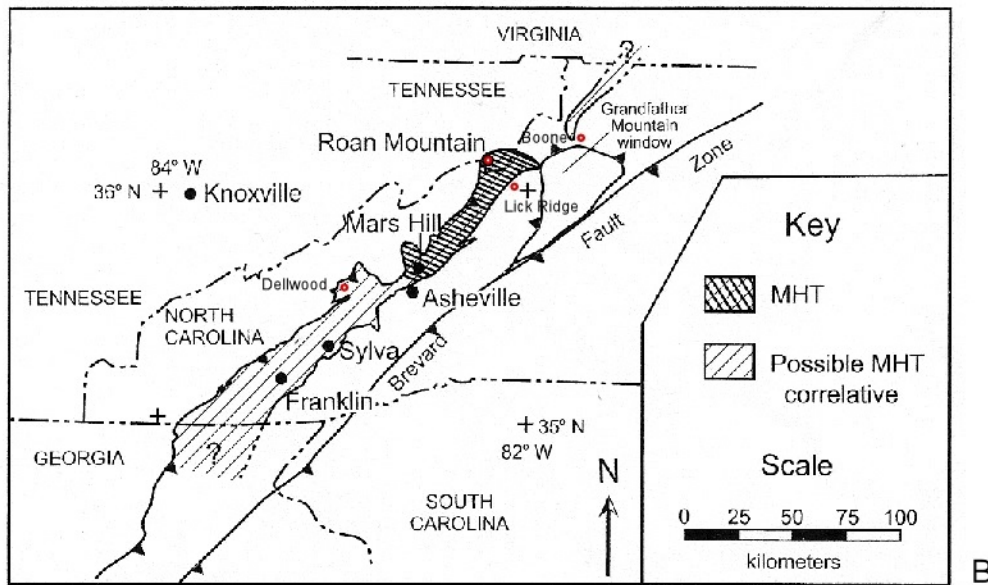 VIRGINIA
?
TENNESSEE
Grandfather
Mountain
window
Boone
Roan Mountain
Zone
84° W
36° N
Knoxville
Lick Ridge
Mars Hill
Fault
Key
Dellwood
MHT
TENNESSEE
Asheville
NORTH
CAROLINA
Sylva
Brevard
Possible MHT
correlative
Franklin
35° N
82° W
?
GEORGIA
N
Scale
SOUTH
CAROLINA
0 25 50 75 100
kilometers
B